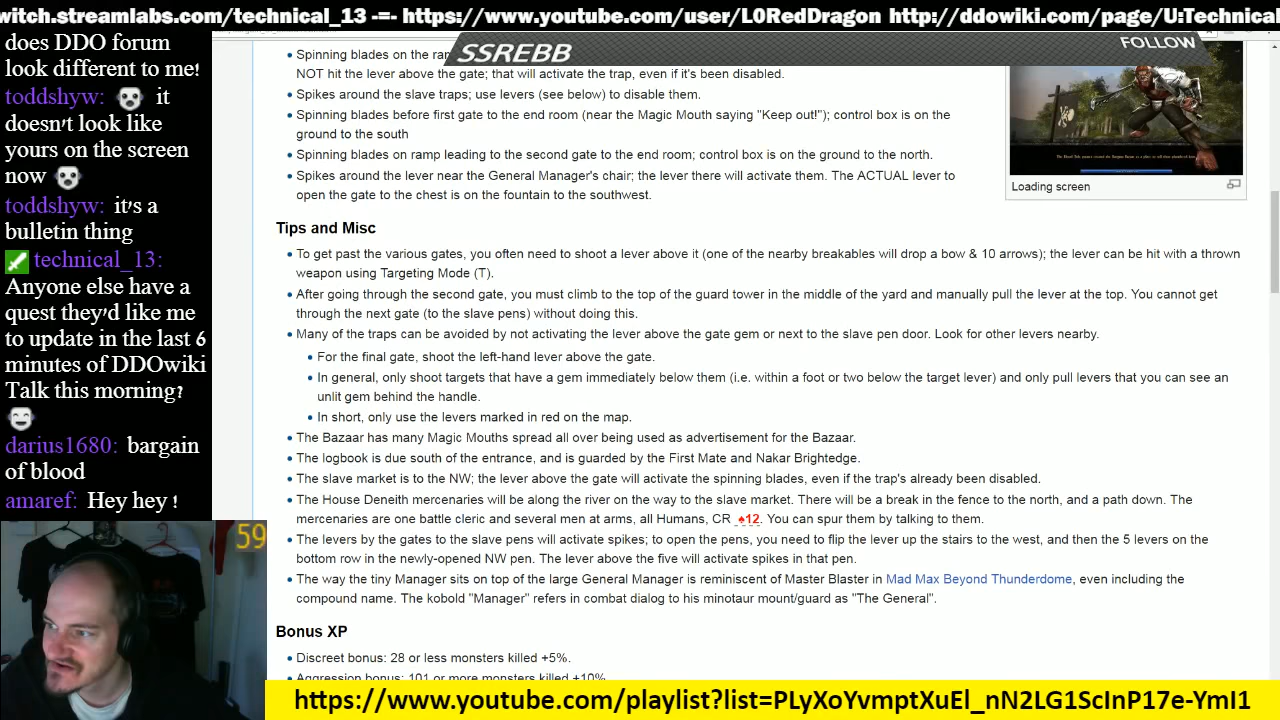 witch.streamlabs.com/technical_13 -=- https://www.youtube.com/user/L0RedDragon http://ddowiki.com/page/U:Technical
does DDO forum
look different to me!
toddshyw: it
doesn't look like
yours on the screen
now
toddshyw: it's a
bulletin thing
technical_13:
Anyone else have a
quest they'd like me
to update in the last 6
minutes of DDOwiki
Talk this morning?
darius1680: bargain
of blood
amaref: Hey hey !
59
SSREBB
FOLLOW
Spinning blades on the ran
NOT hit the lever above the gate; that will activate the trap, even if it's been disabled.
Spikes around the slave traps; use levers (see below) to disable them.
Spinning blades before first gate to the end room (near the Magic Mouth saying "Keep out!"); control box is on the
ground to the south
Spinning blades on ramp leading to the second gate to the end room; control box is on the ground to the north.
Spikes around the lever near the General Manager's chair; the lever there will activate them. The ACTUAL lever to
open the gate to the chest is on the fountain to the southwest.
Loading screen
Tips and Misc
To get past the various gates, you often need to shoot a lever above it (one of the nearby breakables will drop a bow & 10 arrows); the lever can be hit with a thrown
weapon using Targeting Mode (T).
After going through the second gate, you must climb to the top of the guard tower in the middle of the yard and manually pull the lever at the top. You cannot get
through the next gate (to the slave pens) without doing this.
Many of the traps can be avoided by not activating the lever above the gate gem or next to the slave pen door. Look for other levers nearby.
For the final gate, shoot the left-hand lever above the gate.
In general, only shoot targets that have a gem immediately below them (i.e. within a foot or two below the target lever) and only pull levers that you can see an
unlit gem behind the handle.
In short, only use the levers marked in red on the map.
The Bazaar has many Magic Mouths spread all over being used as advertisement for the Bazaar.
The logbook is due south of the entrance, and is guarded by the First Mate and Nakar Brightedge.
The slave market is to the NW; the lever above the gate will activate the spinning blades, even if the trap's already been disabled.
The House Deneith mercenaries will be along the river on the way to the slave market. There will be a break in the fence to the north, and a path down. The
mercenaries are one battle cleric and several men at arms, all Humans, CR ♠12. You can spur them by talking to them.
The levers by the gates to the slave pens will activate spikes; to open the pens, you need to flip the lever up the stairs to the west, and then the 5 levers on the
bottom row in the newly-opened NW pen. The lever above the five will activate spikes in that pen.
The way the tiny Manager sits on top of the large General Manager is reminiscent of Master Blaster in Mad Max Beyond Thunderdome, even including the
compound name. The kobold "Manager" refers in combat dialog to his minotaur mount/guard as "The General".
Bonus XP
Discreet bonus: 28 or less monsters killed +5%.
Aggression bonus: 101 or more monsters killed +10%
https://www.youtube.com/playlist?list=PLyXoYvmptXuEl_nN2LG1ScInP17e-YmI1